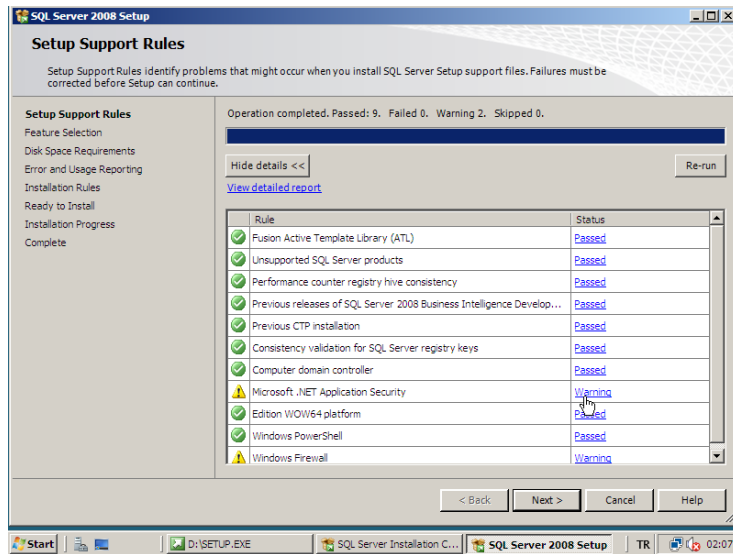 SQL Server 2008 Setup
Setup Support Rules
Setup Support Rules identify problems that might occur when you install SQL Server Setup support files. Failures must be
corrected before Setup can continue.
Setup Support Rules
Feature Selection
Disk Space Requirements
Error and Usage Reporting
Installation Rules
Ready to Install
Installation Progress
Complete
Operation completed. Passed: 9.  Failed 0.  Warning 2.  Skipped 0.
Hide details <<
Re-run
View detailed report
Rule Status
Fusion Active Template Library (ATL) Passed
Unsupported SQL Server products Passed
Performance counter registry hive consistency Passed
Previous releases of SQL Server 2008 Business Intelligence Develop... Passed
Previous CTP installation Passed
Consistency validation for SQL Server registry keys Passed
Computer domain controller Passed
Microsoft .NET Application Security Warning
Edition WOW64 platform Passed
Windows PowerShell Passed
Windows Firewall Warning
< Back Next > Cancel Help
Start D:\SETUP.EXE SQL Server Installation C... SQL Server 2008 Setup TR 02:07